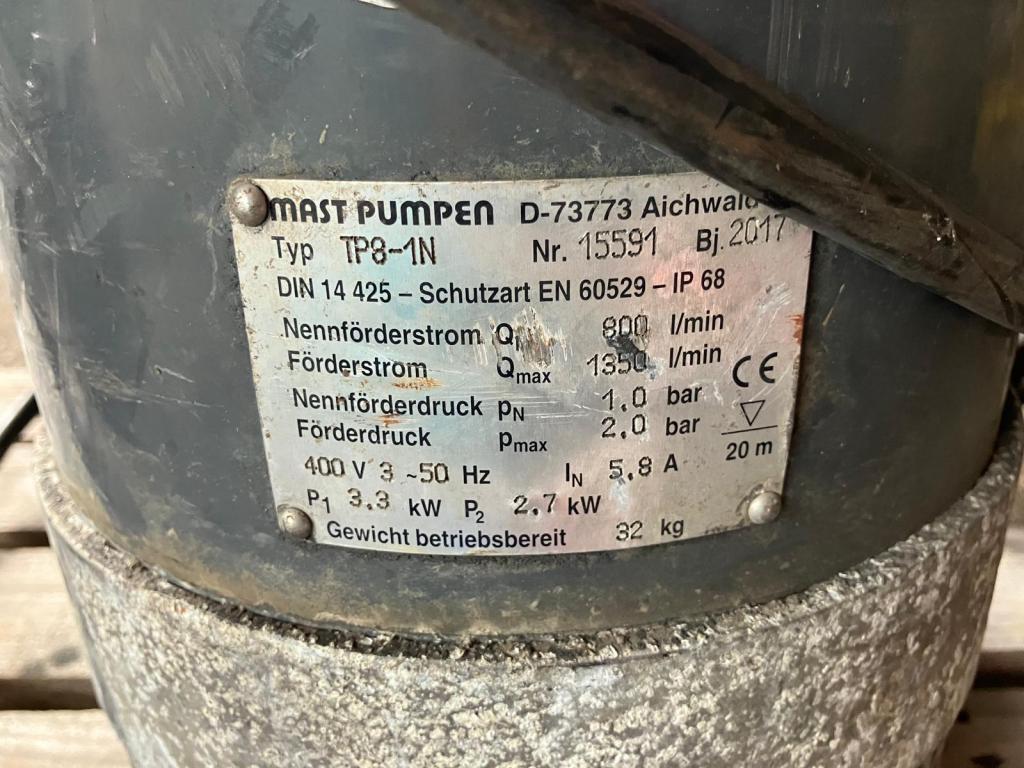 MAST PUMPEN D-73773 Aichwald
Typ TP8-1N Nr. 15591 Bj. 2017
DIN 14 425 – Schutzart EN 60529 – IP 68
Nennförderstrom QN 800 l/min
Förderstrom Qmax 1350 l/min
Nennförderdruck pN 1.0 bar
Förderdruck pmax 2.0 bar
CE
20 m
400 V 3 ~50 Hz IN 5.8 A
P1 3.3 kW P2 2.7 kW
Gewicht betriebsbereit 32 kg